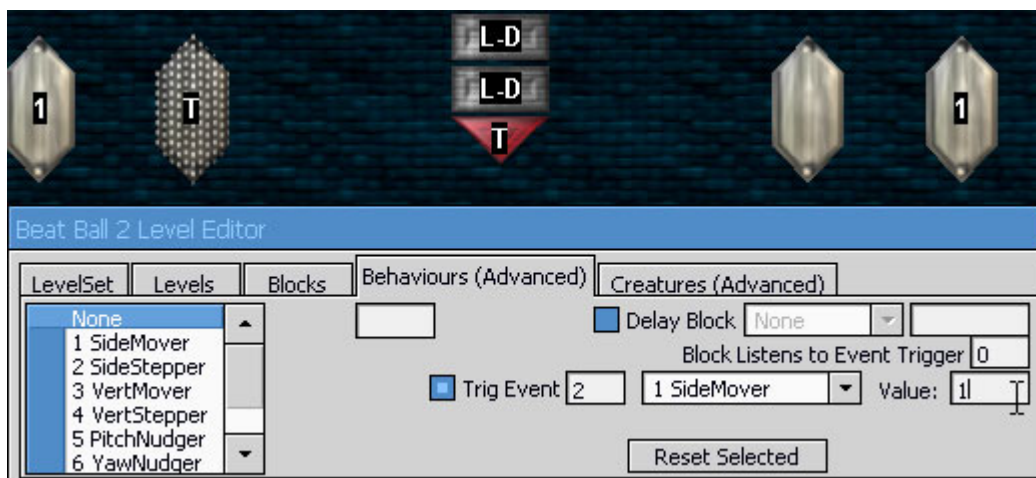 L-D
1 T L-D 1
T
Beat Ball 2 Level Editor
LevelSet Levels Blocks Behaviours (Advanced) Creatures (Advanced)
None
1 SideMover
2 SideStepper
3 VertMover
4 VertStepper
5 PitchNudger
6 YawNudger
Delay Block None
Block Listens to Event Trigger 0
Trig Event 2 1 SideMover Value: 1
Reset Selected